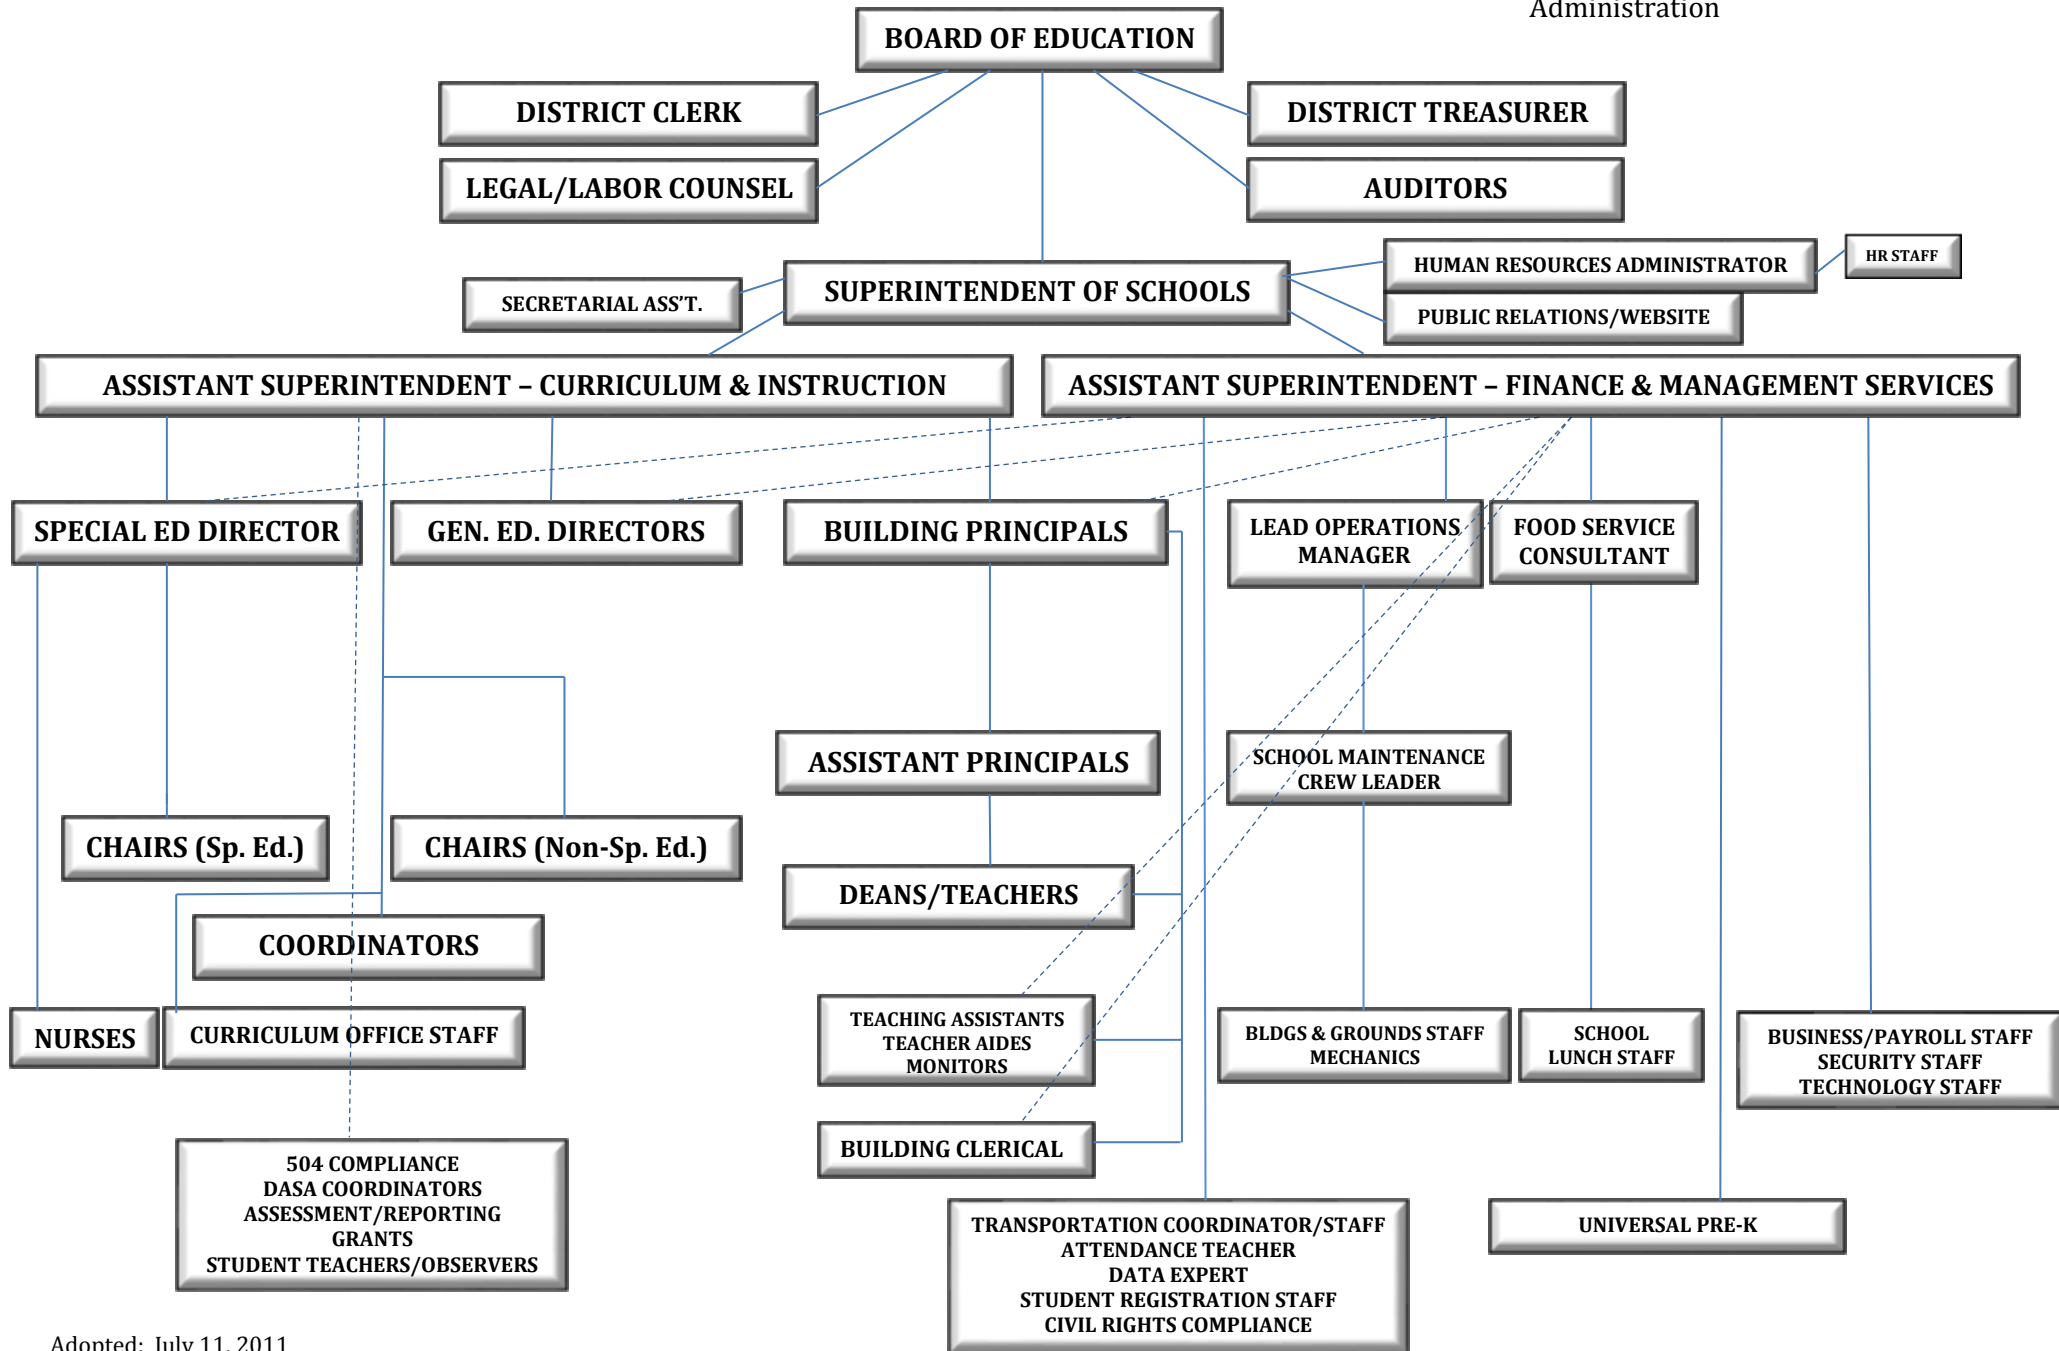 Administration
BOARD OF EDUCATION
DISTRICT CLERK
DISTRICT TREASURER
LEGAL/LABOR COUNSEL
AUDITORS
HUMAN RESOURCES ADMINISTRATOR
HR STAFF
SUPERINTENDENT OF SCHOOLS
SECRETARIAL ASS'T.
PUBLIC RELATIONS/WEBSITE
ASSISTANT SUPERINTENDENT – CURRICULUM & INSTRUCTION
ASSISTANT SUPERINTENDENT – FINANCE & MANAGEMENT SERVICES
SPECIAL ED DIRECTOR
GEN. ED. DIRECTORS
BUILDING PRINCIPALS
LEAD OPERATIONS
MANAGER
FOOD SERVICE
CONSULTANT
ASSISTANT PRINCIPALS
SCHOOL MAINTENANCE
CREW LEADER
CHAIRS (Sp. Ed.)
CHAIRS (Non-Sp. Ed.)
DEANS/TEACHERS
COORDINATORS
NURSES
CURRICULUM OFFICE STAFF
TEACHING ASSISTANTS
TEACHER AIDES
MONITORS
BLDGS & GROUNDS STAFF
MECHANICS
SCHOOL
LUNCH STAFF
BUSINESS/PAYROLL STAFF
SECURITY STAFF
TECHNOLOGY STAFF
BUILDING CLERICAL
504 COMPLIANCE
DASA COORDINATORS
ASSESSMENT/REPORTING
GRANTS
STUDENT TEACHERS/OBSERVERS
TRANSPORTATION COORDINATOR/STAFF
ATTENDANCE TEACHER
DATA EXPERT
STUDENT REGISTRATION STAFF
CIVIL RIGHTS COMPLIANCE
UNIVERSAL PRE-K
Adopted: July 11, 2011